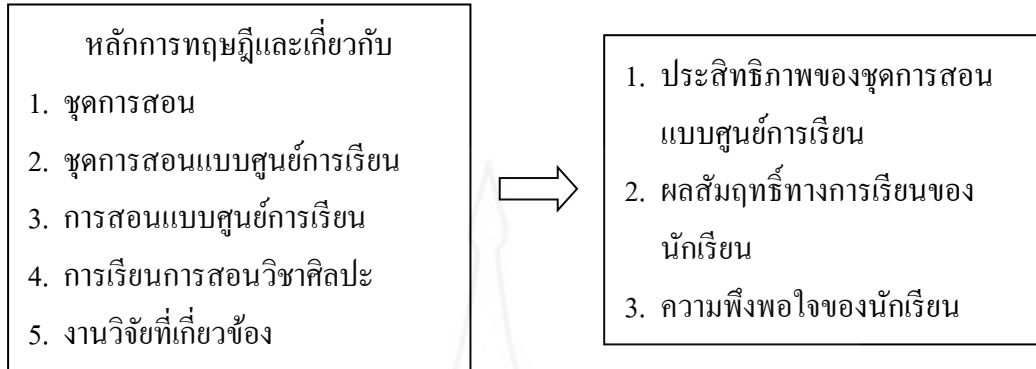 หลักการทฤษฎีและเกี่ยวกับ
1. ชุดการสอน
2. ชุดการสอนแบบศูนย์การเรียน
3. การสอนแบบศูนย์การเรียน
4. การเรียนการสอนวิชาศิลปะ
5. งานวิจัยที่เกี่ยวข้อง
1. ประสิทธิภาพของชุดการสอน
แบบศูนย์การเรียน
2. ผลสัมฤทธิ์ทางการเรียนของ
นักเรียน
3. ความพึงพอใจของนักเรียน